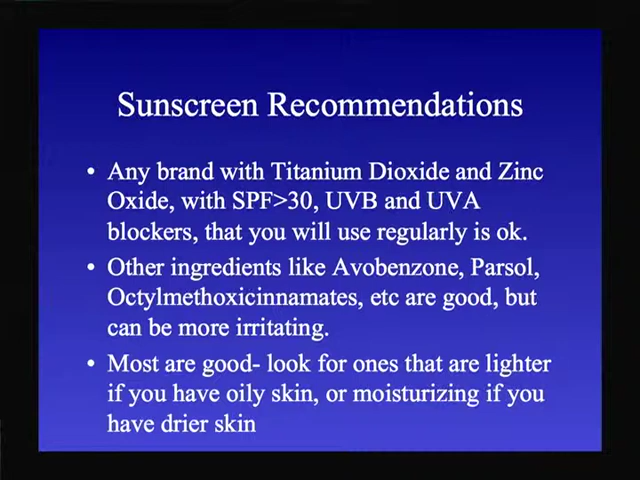 Sunscreen Recommendations
• Any brand with Titanium Dioxide and Zinc
Oxide, with SPF>30, UVB and UVA
blockers, that you will use regularly is ok.
• Other ingredients like Avobenzone, Parsol,
Octylmethoxicinnamates, etc are good, but
can be more irritating.
• Most are good- look for ones that are lighter
if you have oily skin, or moisturizing if you
have drier skin